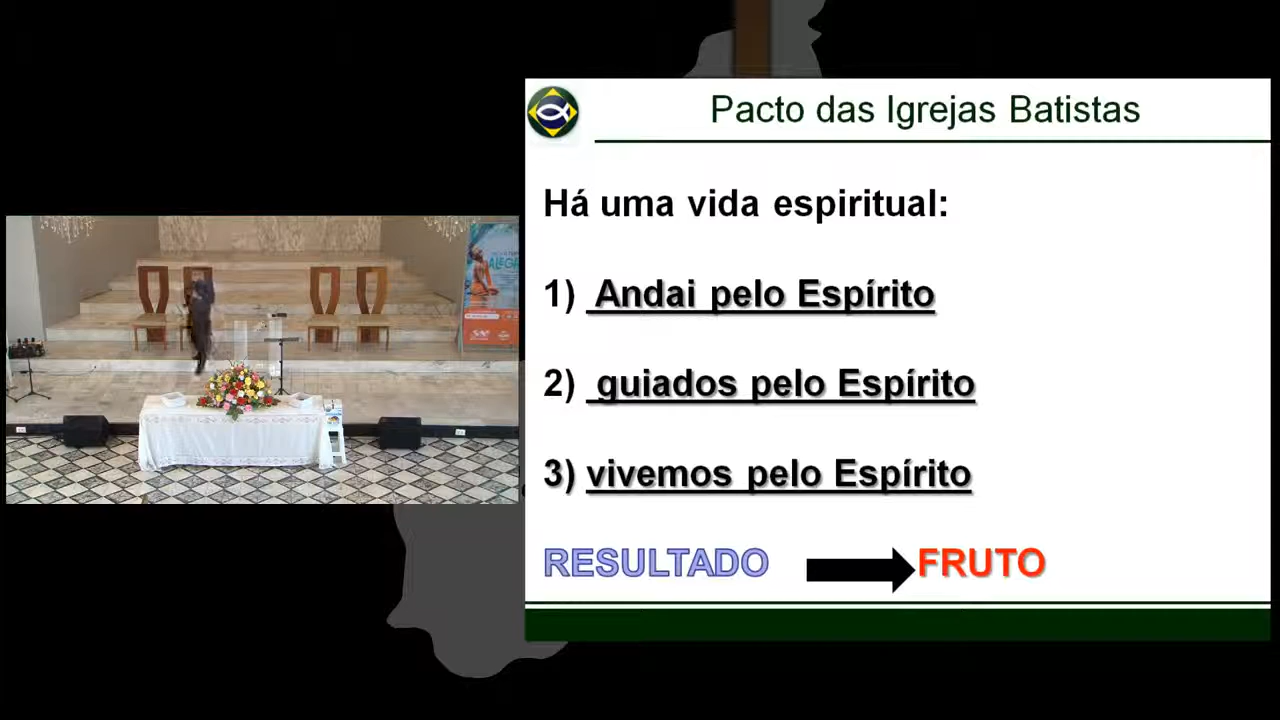 Pacto das Igrejas Batistas
Há uma vida espiritual:
1) Andai pelo Espírito
2) guiados pelo Espírito
3) vivemos pelo Espírito
RESULTADO FRUTO